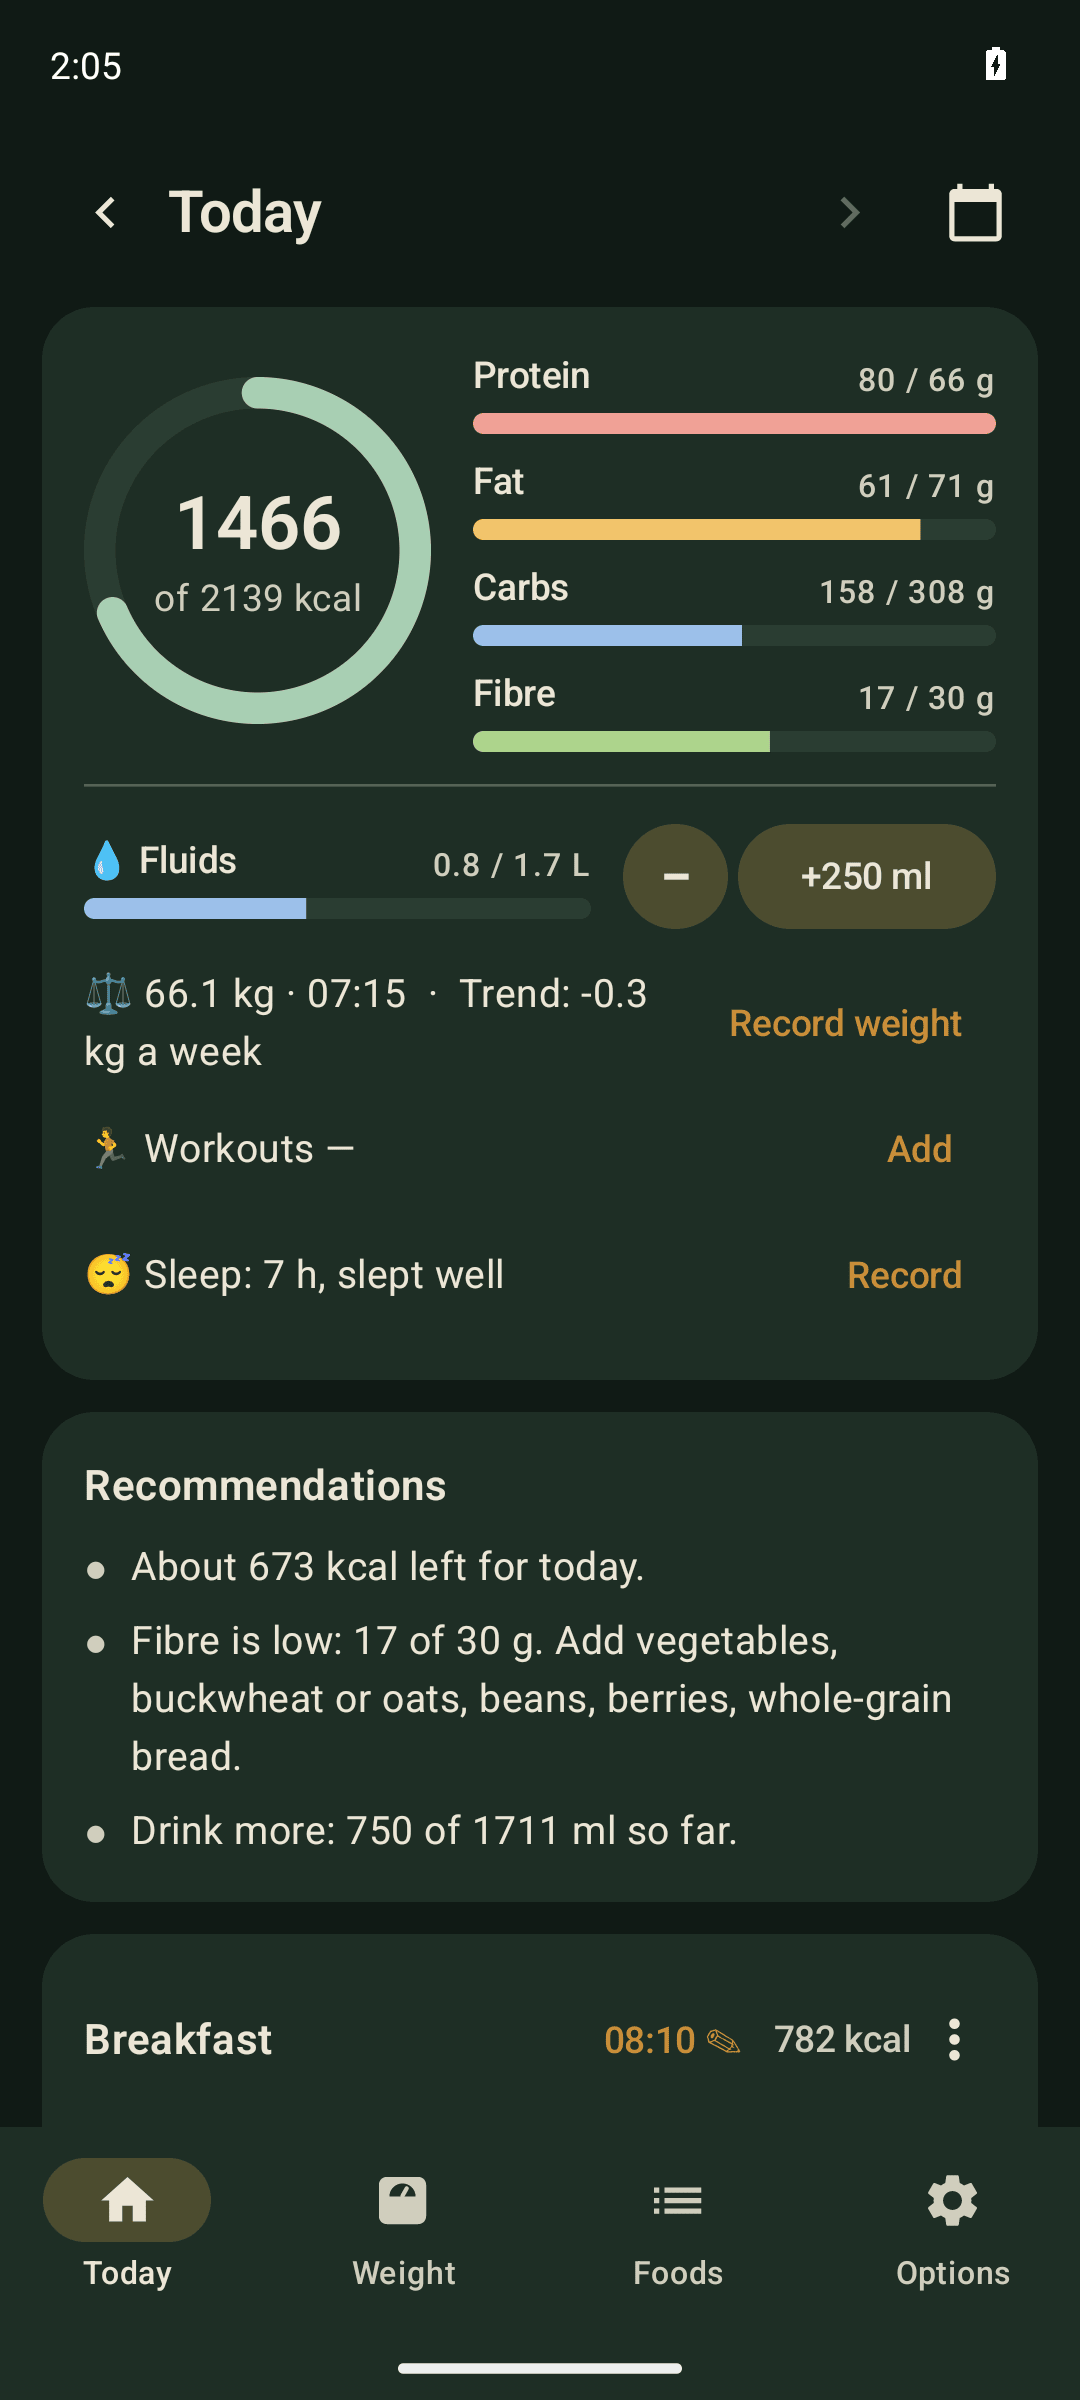 2:05
Today
1466
of 2139 kcal
Protein 80 / 66 g
Fat 61 / 71 g
Carbs 158 / 308 g
Fibre 17 / 30 g
💧 Fluids 0.8 / 1.7 L − +250 ml
⚖️ 66.1 kg · 07:15 · Trend: -0.3
kg a week
Record weight
🏃 Workouts — Add
😴 Sleep: 7 h, slept well Record
Recommendations
● About 673 kcal left for today.
● Fibre is low: 17 of 30 g. Add vegetables,
buckwheat or oats, beans, berries, whole-grain
bread.
● Drink more: 750 of 1711 ml so far.
Breakfast 08:10 ✎ 782 kcal
Today Weight Foods Options